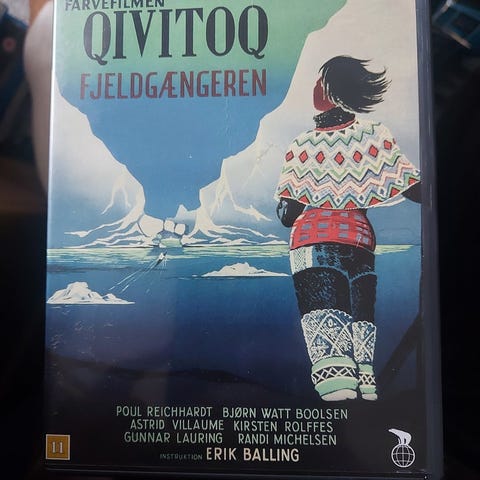 FARVEFILMEN
QIVITOQ
FJELDGÆNGEREN
POUL REICHHARDT BJØRN WATT BOOLSEN
ASTRID VILLAUME KIRSTEN ROLFFES
GUNNAR LAURING RANDI MICHELSEN
INSTRUKTION ERIK BALLING
11